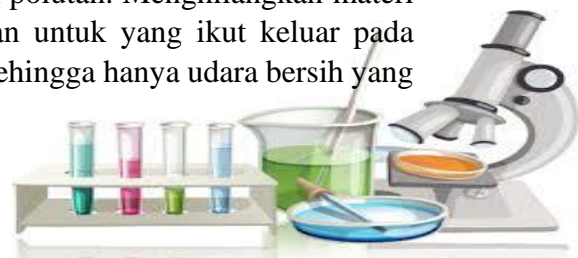 polutan. Menghilangkan materi
an untuk yang ikut keluar pada
ehingga hanya udara bersih yang